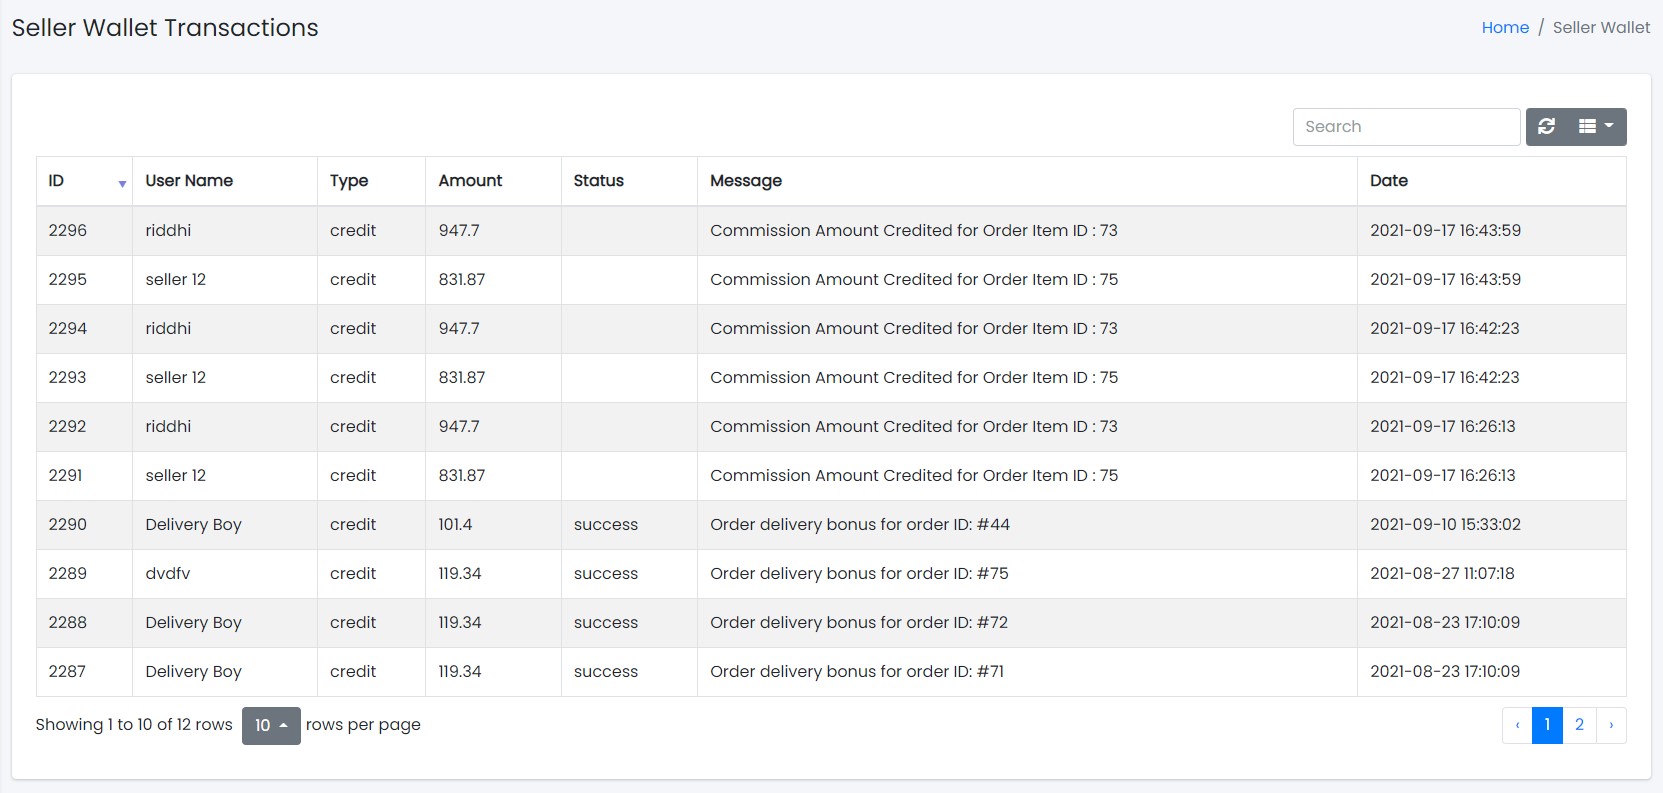 Seller Wallet Transactions
Home / Seller Wallet
Search
ID User Name Type Amount Status Message Date
2296 riddhi credit 947.7 Commission Amount Credited for Order Item ID : 73 2021-09-17 16:43:59
2295 seller 12 credit 831.87 Commission Amount Credited for Order Item ID : 75 2021-09-17 16:43:59
2294 riddhi credit 947.7 Commission Amount Credited for Order Item ID : 73 2021-09-17 16:42:23
2293 seller 12 credit 831.87 Commission Amount Credited for Order Item ID : 75 2021-09-17 16:42:23
2292 riddhi credit 947.7 Commission Amount Credited for Order Item ID : 73 2021-09-17 16:26:13
2291 seller 12 credit 831.87 Commission Amount Credited for Order Item ID : 75 2021-09-17 16:26:13
2290 Delivery Boy credit 101.4 success Order delivery bonus for order ID: #44 2021-09-10 15:33:02
2289 dvdfv credit 119.34 success Order delivery bonus for order ID: #75 2021-08-27 11:07:18
2288 Delivery Boy credit 119.34 success Order delivery bonus for order ID: #72 2021-08-23 17:10:09
2287 Delivery Boy credit 119.34 success Order delivery bonus for order ID: #71 2021-08-23 17:10:09
Showing 1 to 10 of 12 rows 10 rows per page ‹ 1 2 ›